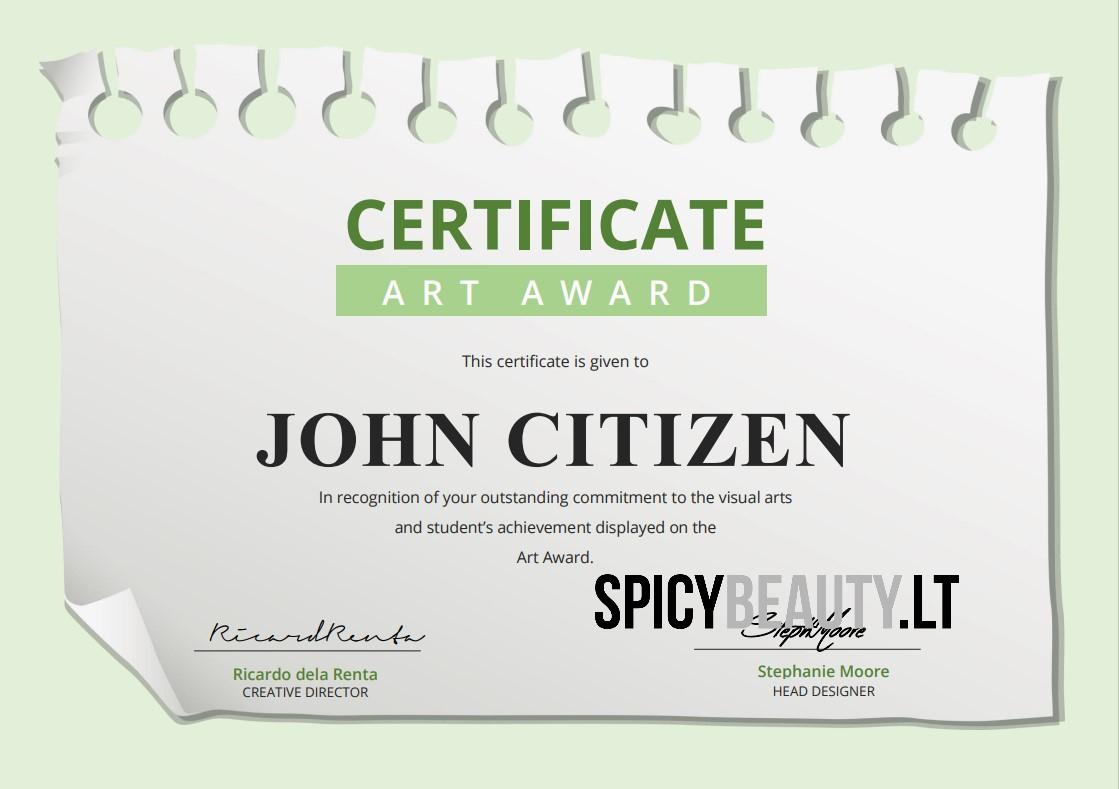 CERTIFICATE
ART AWARD
This certificate is given to
JOHN CITIZEN
In recognition of your outstanding commitment to the visual arts
and student’s achievement displayed on the
Art Award.
SPICYBEAUTY.LT
RicardRenta
StephMoore
Ricardo dela Renta
CREATIVE DIRECTOR
Stephanie Moore
HEAD DESIGNER